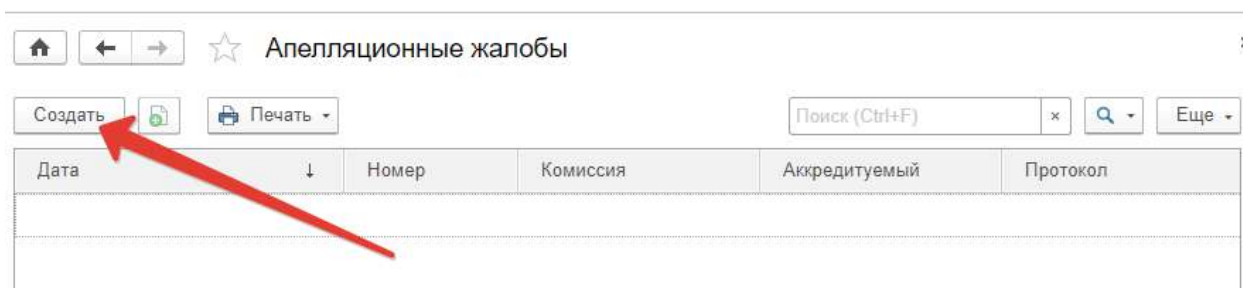 Апелляционные жалобы
Создать Печать Поиск (Ctrl+F) × Еще
Дата ↓ Номер Комиссия Аккредитуемый Протокол